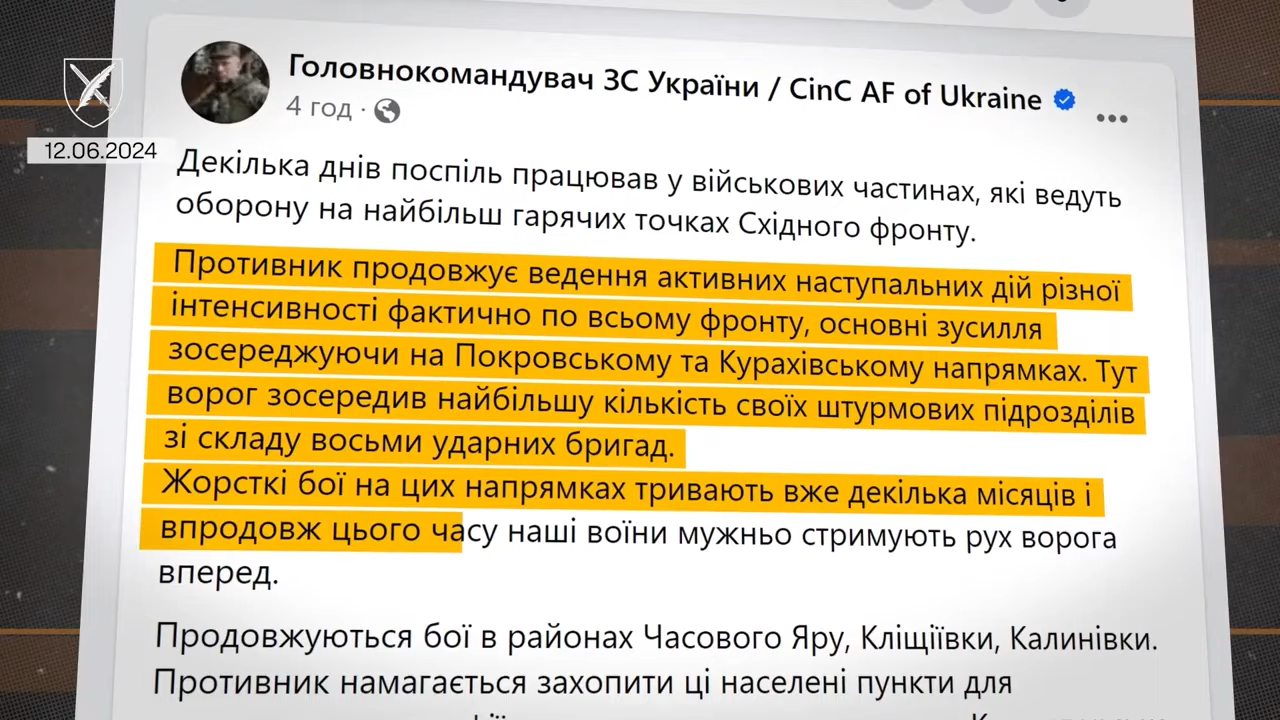 Головнокомандувач ЗС України / CinC AF of Ukraine
4 год ·
12.06.2024
Декілька днів поспіль працював у військових частинах, які ведуть
оборону на найбільш гарячих точках Східного фронту.
Противник продовжує ведення активних наступальних дій різної
інтенсивності фактично по всьому фронту, основні зусилля
зосереджуючи на Покровському та Курахівському напрямках. Тут
ворог зосередив найбільшу кількість своїх штурмових підрозділів
зі складу восьми ударних бригад.
Жорсткі бої на цих напрямках тривають вже декілька місяців і
впродовж цього часу наші воїни мужньо стримують рух ворога
вперед.
Продовжуються бої в районах Часового Яру, Кліщіївки, Калинівки.
Противник намагається захопити ці населені пункти для